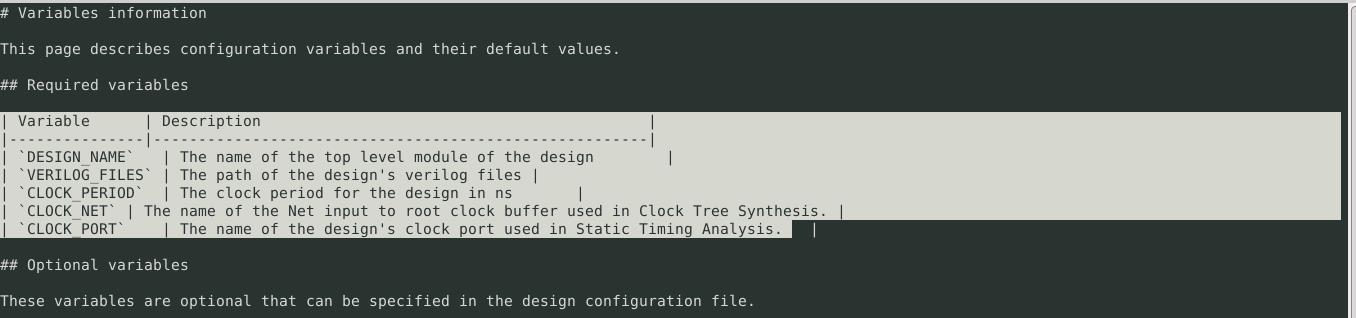 # Variables information
This page describes configuration variables and their default values.
## Required variables
| Variable      | Description                                           |
|---------------|-------------------------------------------------------|
| `DESIGN_NAME`   | The name of the top level module of the design        |
| `VERILOG_FILES` | The path of the design's verilog files |
| `CLOCK_PERIOD`  | The clock period for the design in ns       |
| `CLOCK_NET` | The name of the Net input to root clock buffer used in Clock Tree Synthesis. |
| `CLOCK_PORT`    | The name of the design's clock port used in Static Timing Analysis.   |
## Optional variables
These variables are optional that can be specified in the design configuration file.